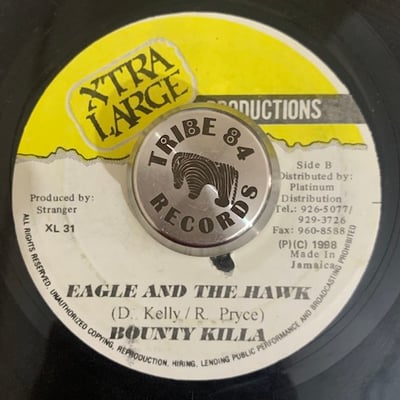 XTRA
LARGE
PRODUCTIONS
TRIBE 84
RECORDS
Side B
Distributed by:
Platinum
Distribution
Tel.: 926-5077/
929-3726
Fax: 960-8588
(P)(C) 1998
Made In
Jamaica
Produced by:
Stranger
XL 31
EAGLE AND THE HAWK
(D. Kelly / R. Pryce)
BOUNTY KILLA
ALL RIGHTS RESERVED, UNAUTHORIZED COPYING, REPRODUCTION, HIRING, LENDING PUBLIC PERFORMANCE AND BROADCASTING PROHIBITED